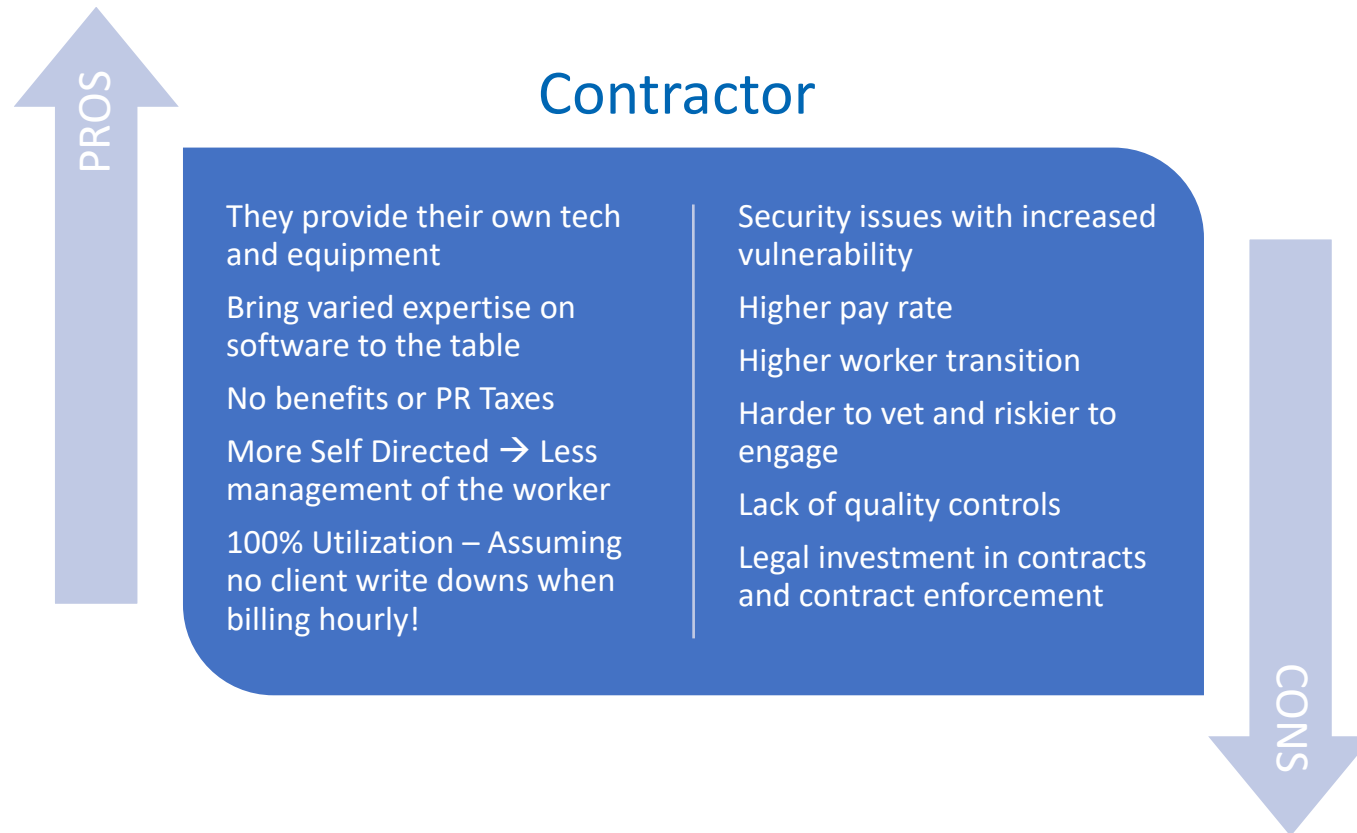 PROS
Contractor
They provide their own tech
and equipment
Bring varied expertise on
software to the table
No benefits or PR Taxes
More Self Directed → Less
management of the worker
100% Utilization – Assuming
no client write downs when
billing hourly!
Security issues with increased
vulnerability
Higher pay rate
Higher worker transition
Harder to vet and riskier to
engage
Lack of quality controls
Legal investment in contracts
and contract enforcement
CONS